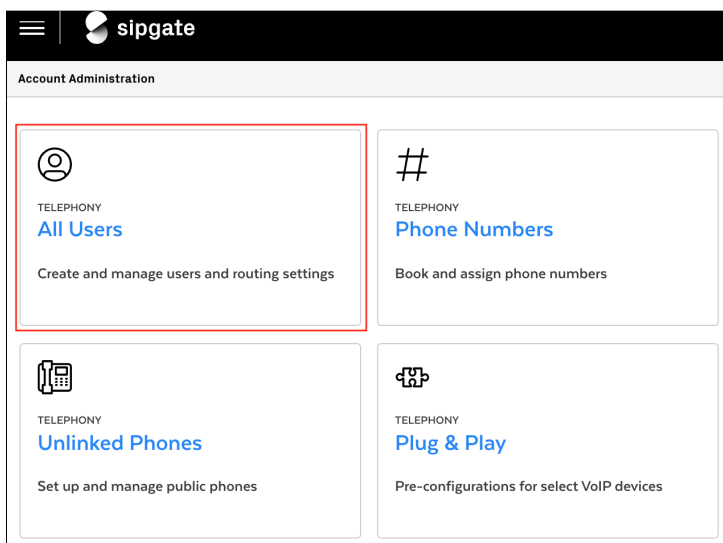 sipgate
Account Administration
TELEPHONY
All Users
Create and manage users and routing settings
TELEPHONY
Phone Numbers
Book and assign phone numbers
TELEPHONY
Unlinked Phones
Set up and manage public phones
TELEPHONY
Plug & Play
Pre-configurations for select VoIP devices